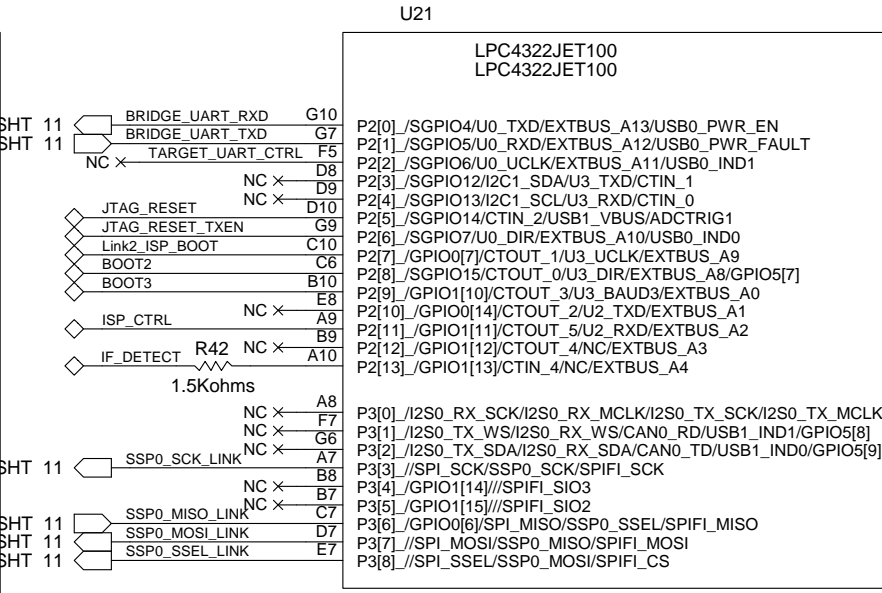 U21
LPC4322JET100
LPC4322JET100
SHT 11 BRIDGE_UART_RXD G10 P2[0]_/SGPIO4/U0_TXD/EXTBUS_A13/USB0_PWR_EN
SHT 11 BRIDGE_UART_TXD G7 P2[1]_/SGPIO5/U0_RXD/EXTBUS_A12/USB0_PWR_FAULT
NC TARGET_UART_CTRL F5 P2[2]_/SGPIO6/U0_UCLK/EXTBUS_A11/USB0_IND1
NC D8 P2[3]_/SGPIO12/I2C1_SDA/U3_TXD/CTIN_1
NC D9 P2[4]_/SGPIO13/I2C1_SCL/U3_RXD/CTIN_0
JTAG_RESET D10 P2[5]_/SGPIO14/CTIN_2/USB1_VBUS/ADCTRIG1
JTAG_RESET_TXEN G9 P2[6]_/SGPIO7/U0_DIR/EXTBUS_A10/USB0_IND0
Link2_ISP_BOOT C10 P2[7]_/GPIO0[7]/CTOUT_1/U3_UCLK/EXTBUS_A9
BOOT2 C6 P2[8]_/SGPIO15/CTOUT_0/U3_DIR/EXTBUS_A8/GPIO5[7]
BOOT3 B10 P2[9]_/GPIO1[10]/CTOUT_3/U3_BAUD3/EXTBUS_A0
NC E8 P2[10]_/GPIO0[14]/CTOUT_2/U2_TXD/EXTBUS_A1
ISP_CTRL A9 P2[11]_/GPIO1[11]/CTOUT_5/U2_RXD/EXTBUS_A2
NC B9 P2[12]_/GPIO1[12]/CTOUT_4/NC/EXTBUS_A3
IF_DETECT R42 A10 P2[13]_/GPIO1[13]/CTIN_4/NC/EXTBUS_A4
1.5Kohms
NC A8 P3[0]_/I2S0_RX_SCK/I2S0_RX_MCLK/I2S0_TX_SCK/I2S0_TX_MCLK
NC F7 P3[1]_/I2S0_TX_WS/I2S0_RX_WS/CAN0_RD/USB1_IND1/GPIO5[8]
NC G6 P3[2]_/I2S0_TX_SDA/I2S0_RX_SDA/CAN0_TD/USB1_IND0/GPIO5[9]
SHT 11 SSP0_SCK_LINK A7 P3[3]_//SPI_SCK/SSP0_SCK/SPIFI_SCK
NC B8 P3[4]_/GPIO1[14]///SPIFI_SIO3
NC B7 P3[5]_/GPIO1[15]///SPIFI_SIO2
SHT 11 SSP0_MISO_LINK C7 P3[6]_/GPIO0[6]/SPI_MISO/SSP0_SSEL/SPIFI_MISO
SHT 11 SSP0_MOSI_LINK D7 P3[7]_//SPI_MOSI/SSP0_MISO/SPIFI_MOSI
SHT 11 SSP0_SSEL_LINK E7 P3[8]_//SPI_SSEL/SSP0_MOSI/SPIFI_CS